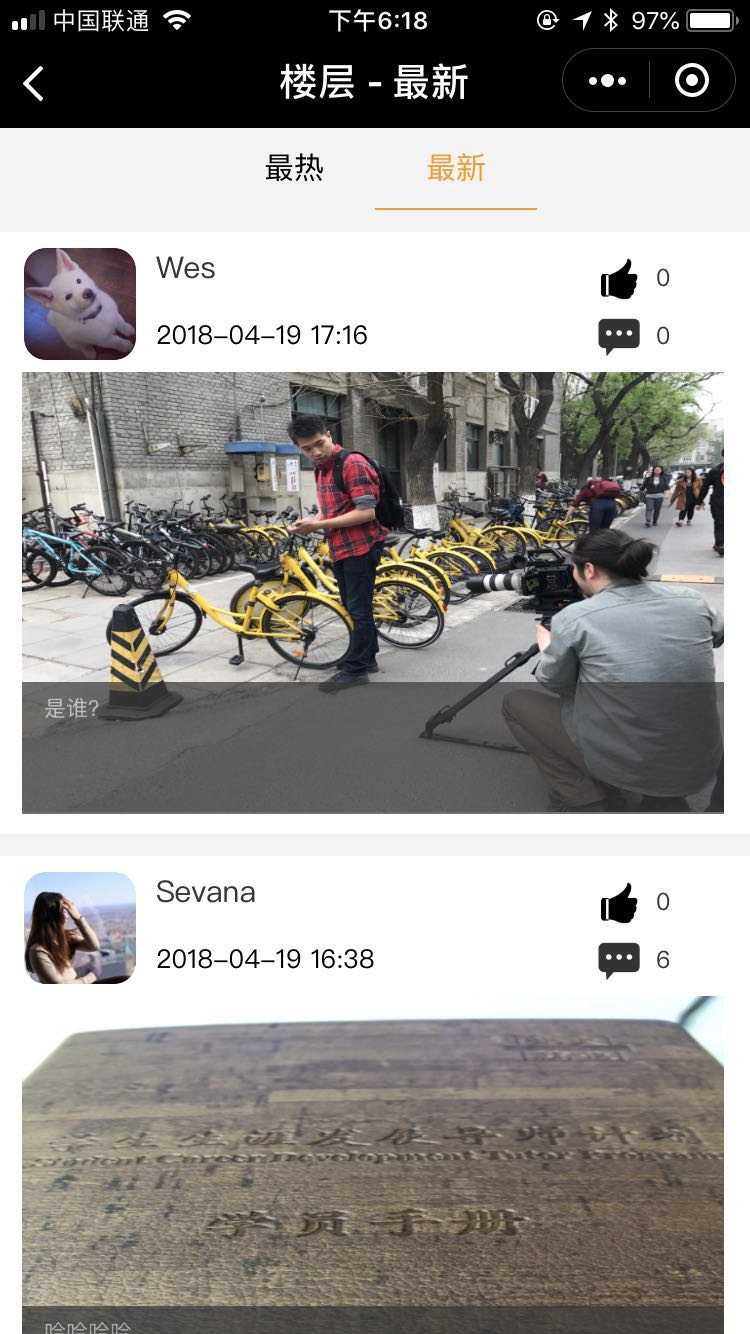 中国联通
下午6:18
97%
楼层 - 最新
最热
最新
Wes
0
2018-04-19 17:16
0
是谁?
Sevana
0
2018-04-19 16:38
6
学生生涯发展导师计划
Student Career Development Tutor Program
学员手册
哈哈哈哈